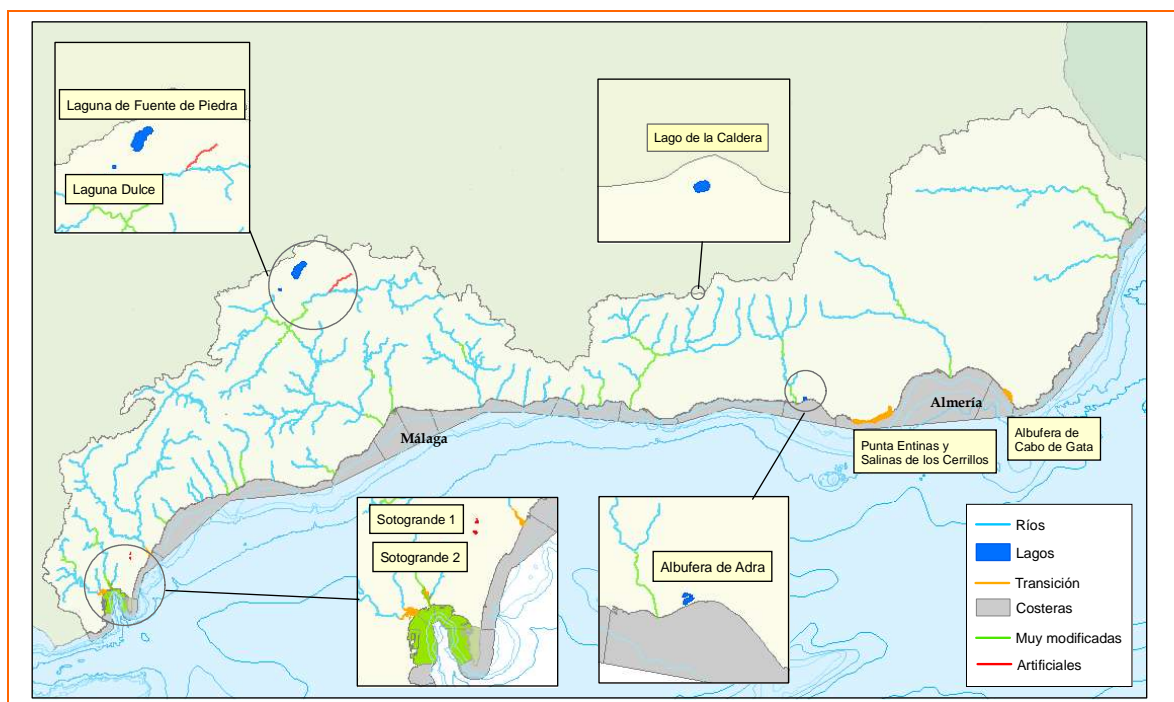 Laguna de Fuente de Piedra
Laguna Dulce
Lago de la Caldera
Málaga
Almería
Punta Entinas y
Salinas de los Cerrillos
Albufera de
Cabo de Gata
Sotogrande 1
Sotogrande 2
Albufera de Adra
Ríos
Lagos
Transición
Costeras
Muy modificadas
Artificiales